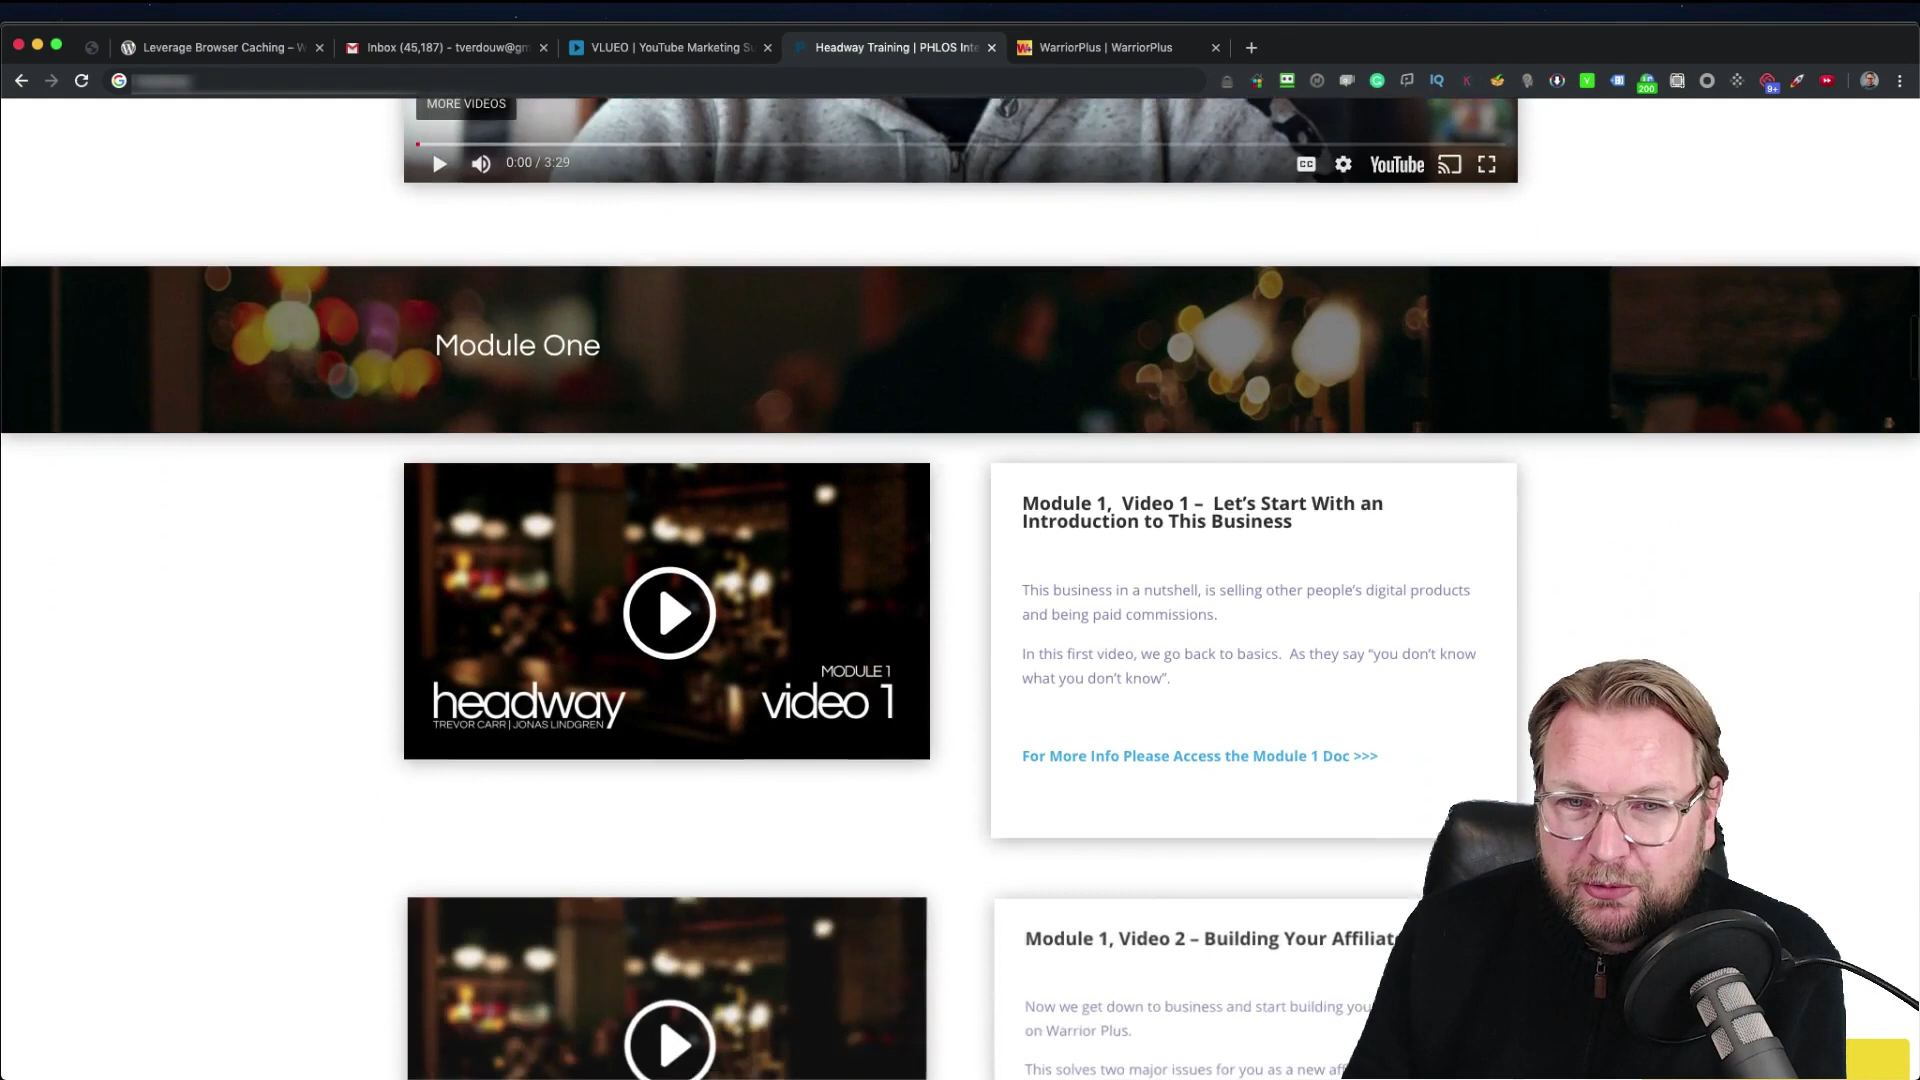 Leverage Browser Caching – W
Inbox (45,187) - tverdouw@gm
VLUEO | YouTube Marketing Su
Headway Training | PHLOS Inte
WarriorPlus | WarriorPlus
200
9+
MORE VIDEOS
0:00 / 3:29
CC
YouTube
Module One
MODULE 1
headway
video 1
TREVOR CARR | JONAS LINDGREN
Module 1,  Video 1 –  Let’s Start With an
Introduction to This Business
This business in a nutshell, is selling other people’s digital products
and being paid commissions.
In this first video, we go back to basics.  As they say “you don’t know
what you don’t know”.
For More Info Please Access the Module 1 Doc >>>
Module 1, Video 2 – Building Your Affiliat
Now we get down to business and start building you
on Warrior Plus.
This solves two major issues for you as a new aff